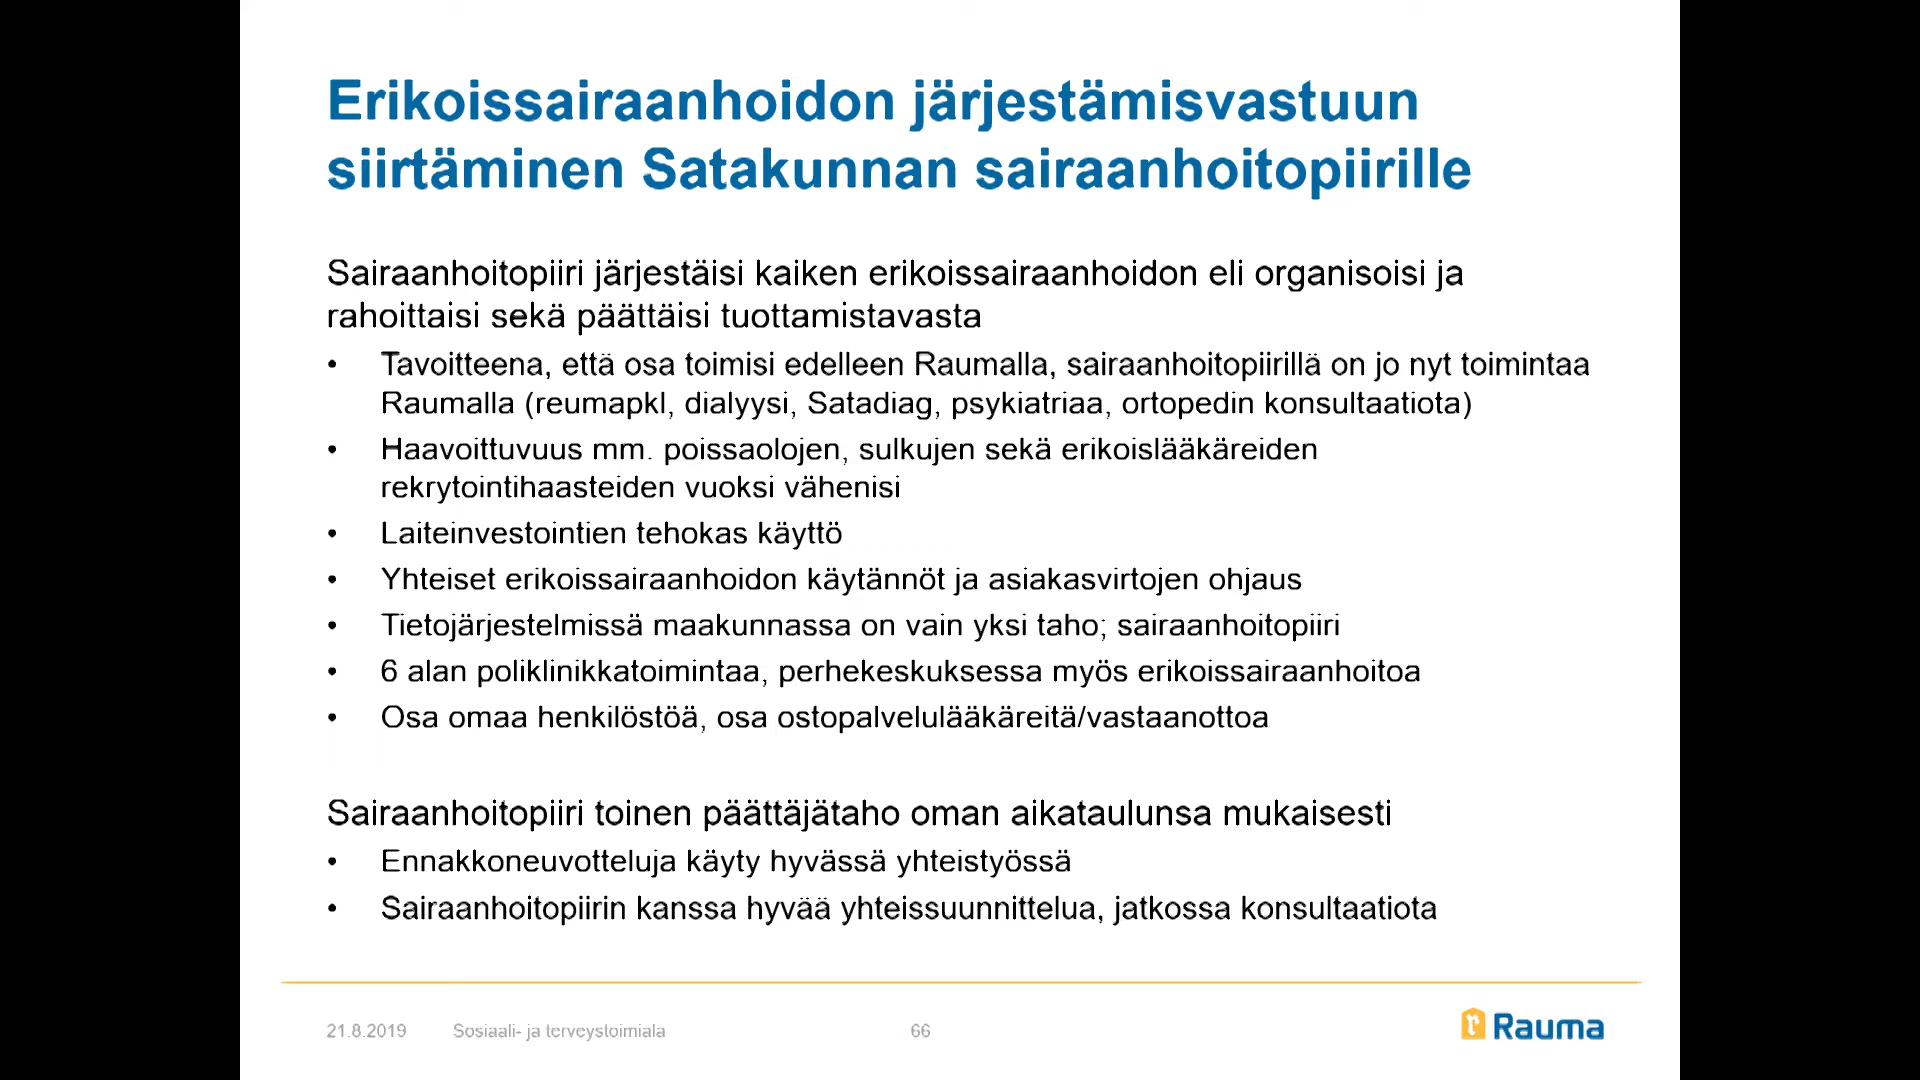 Erikoissairaanhoidon järjestämisvastuun
siirtäminen Satakunnan sairaanhoitopiirille
Sairaanhoitopiiri järjestäisi kaiken erikoissairaanhoidon eli organisoisi ja
rahoittaisi sekä päättäisi tuottamistavasta
• Tavoitteena, että osa toimisi edelleen Raumalla, sairaanhoitopiirillä on jo nyt toimintaa
Raumalla (reumapkl, dialyysi, Satadiag, psykiatriaa, ortopedin konsultaatiota)
• Haavoittuvuus mm. poissaolojen, sulkujen sekä erikoislääkäreiden
rekrytointihaasteiden vuoksi vähenisi
• Laiteinvestointien tehokas käyttö
• Yhteiset erikoissairaanhoidon käytännöt ja asiakasvirtojen ohjaus
• Tietojärjestelmissä maakunnassa on vain yksi taho; sairaanhoitopiiri
• 6 alan poliklinikkatoimintaa, perhekeskuksessa myös erikoissairaanhoitoa
• Osa omaa henkilöstöä, osa ostopalvelulääkäreitä/vastaanottoa
Sairaanhoitopiiri toinen päättäjätaho oman aikataulunsa mukaisesti
• Ennakkoneuvotteluja käyty hyvässä yhteistyössä
• Sairaanhoitopiirin kanssa hyvää yhteissuunnittelua, jatkossa konsultaatiota
21.8.2019 Sosiaali- ja terveystoimiala 66
r Rauma